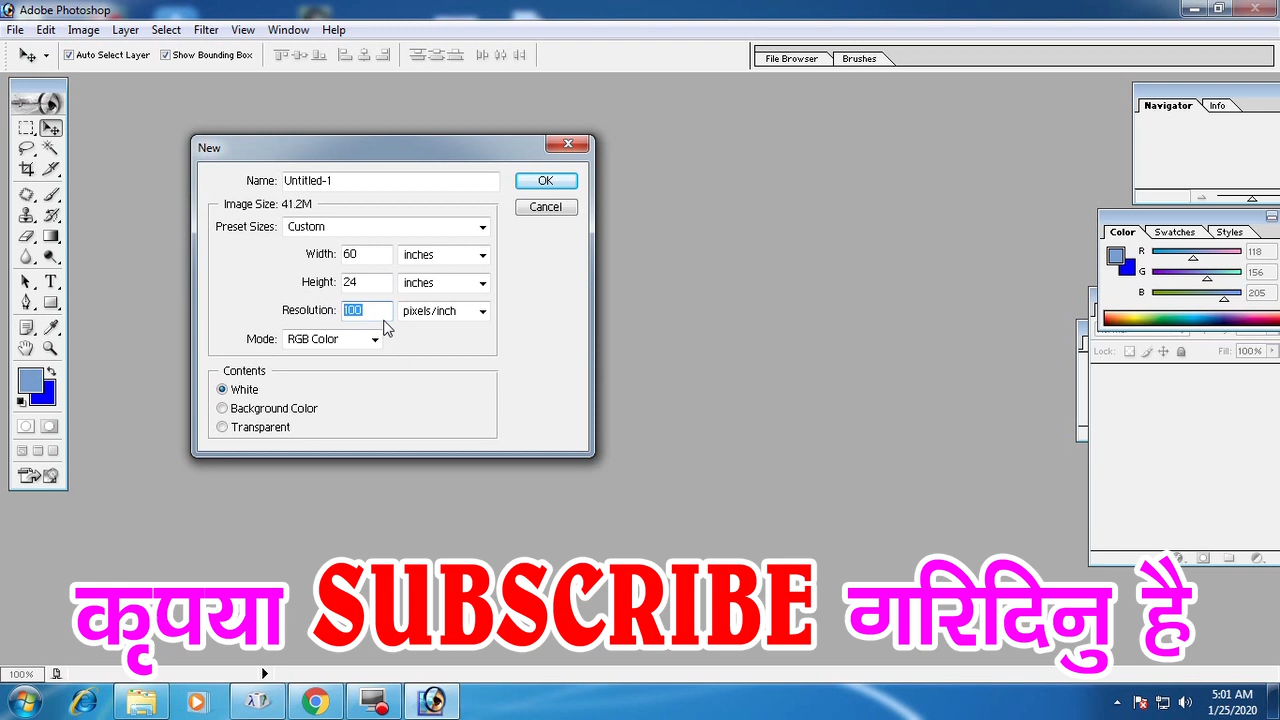 Adobe Photoshop
File Edit Image Layer Select Filter View Window Help
Auto Select Layer Show Bounding Box File Browser Brushes
Navigator Info
New
Name: Untitled-1 OK
Image Size: 41.2M Cancel
Preset Sizes: Custom
Width: 60 inches
Height: 24 inches
Resolution: 100 pixels/inch
Mode: RGB Color
Contents
White
Background Color
Transparent
Color Swatches Styles
R 118
G 156
B 205
Lock: Fill: 100%
कृपया SUBSCRIBE गरिदिनु है
100%
5:01 AM
1/25/2020